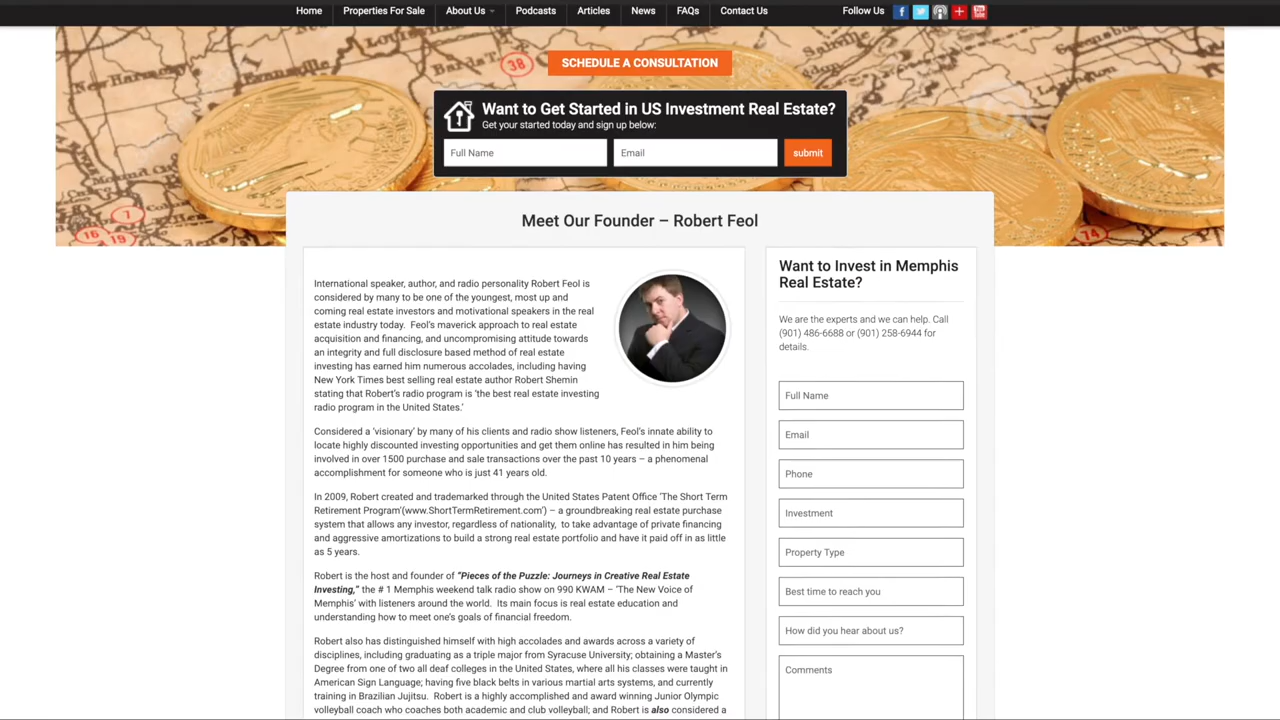 Home Properties For Sale About Us Podcasts Articles News FAQs Contact Us Follow Us
38
SCHEDULE A CONSULTATION
Want to Get Started in US Investment Real Estate?
Get your started today and sign up below:
Full Name Email submit
7
16 19
74
Meet Our Founder – Robert Feol
International speaker, author, and radio personality Robert Feol is
considered by many to be one of the youngest, most up and
coming real estate investors and motivational speakers in the real
estate industry today. Feol's maverick approach to real estate
acquisition and financing, and uncompromising attitude towards
an integrity and full disclosure based method of real estate
investing has earned him numerous accolades, including having
New York Times best selling real estate author Robert Shemin
stating that Robert's radio program is 'the best real estate investing
radio program in the United States.'
Considered a 'visionary' by many of his clients and radio show listeners, Feol's innate ability to
locate highly discounted investing opportunities and get them online has resulted in him being
involved in over 1500 purchase and sale transactions over the past 10 years – a phenomenal
accomplishment for someone who is just 41 years old.
In 2009, Robert created and trademarked through the United States Patent Office 'The Short Term
Retirement Program'(www.ShortTermRetirement.com') – a groundbreaking real estate purchase
system that allows any investor, regardless of nationality, to take advantage of private financing
and aggressive amortizations to build a strong real estate portfolio and have it paid off in as little
as 5 years.
Robert is the host and founder of "Pieces of the Puzzle: Journeys in Creative Real Estate
Investing," the # 1 Memphis weekend talk radio show on 990 KWAM – 'The New Voice of
Memphis' with listeners around the world. Its main focus is real estate education and
understanding how to meet one's goals of financial freedom.
Robert also has distinguished himself with high accolades and awards across a variety of
disciplines, including graduating as a triple major from Syracuse University; obtaining a Master's
Degree from one of two all deaf colleges in the United States, where all his classes were taught in
American Sign Language; having five black belts in various martial arts systems, and currently
training in Brazilian Jujitsu. Robert is a highly accomplished and award winning Junior Olympic
volleyball coach who coaches both academic and club volleyball; and Robert is also considered a
Want to Invest in Memphis
Real Estate?
We are the experts and we can help. Call
(901) 486-6688 or (901) 258-6944 for
details.
Full Name
Email
Phone
Investment
Property Type
Best time to reach you
How did you hear about us?
Comments